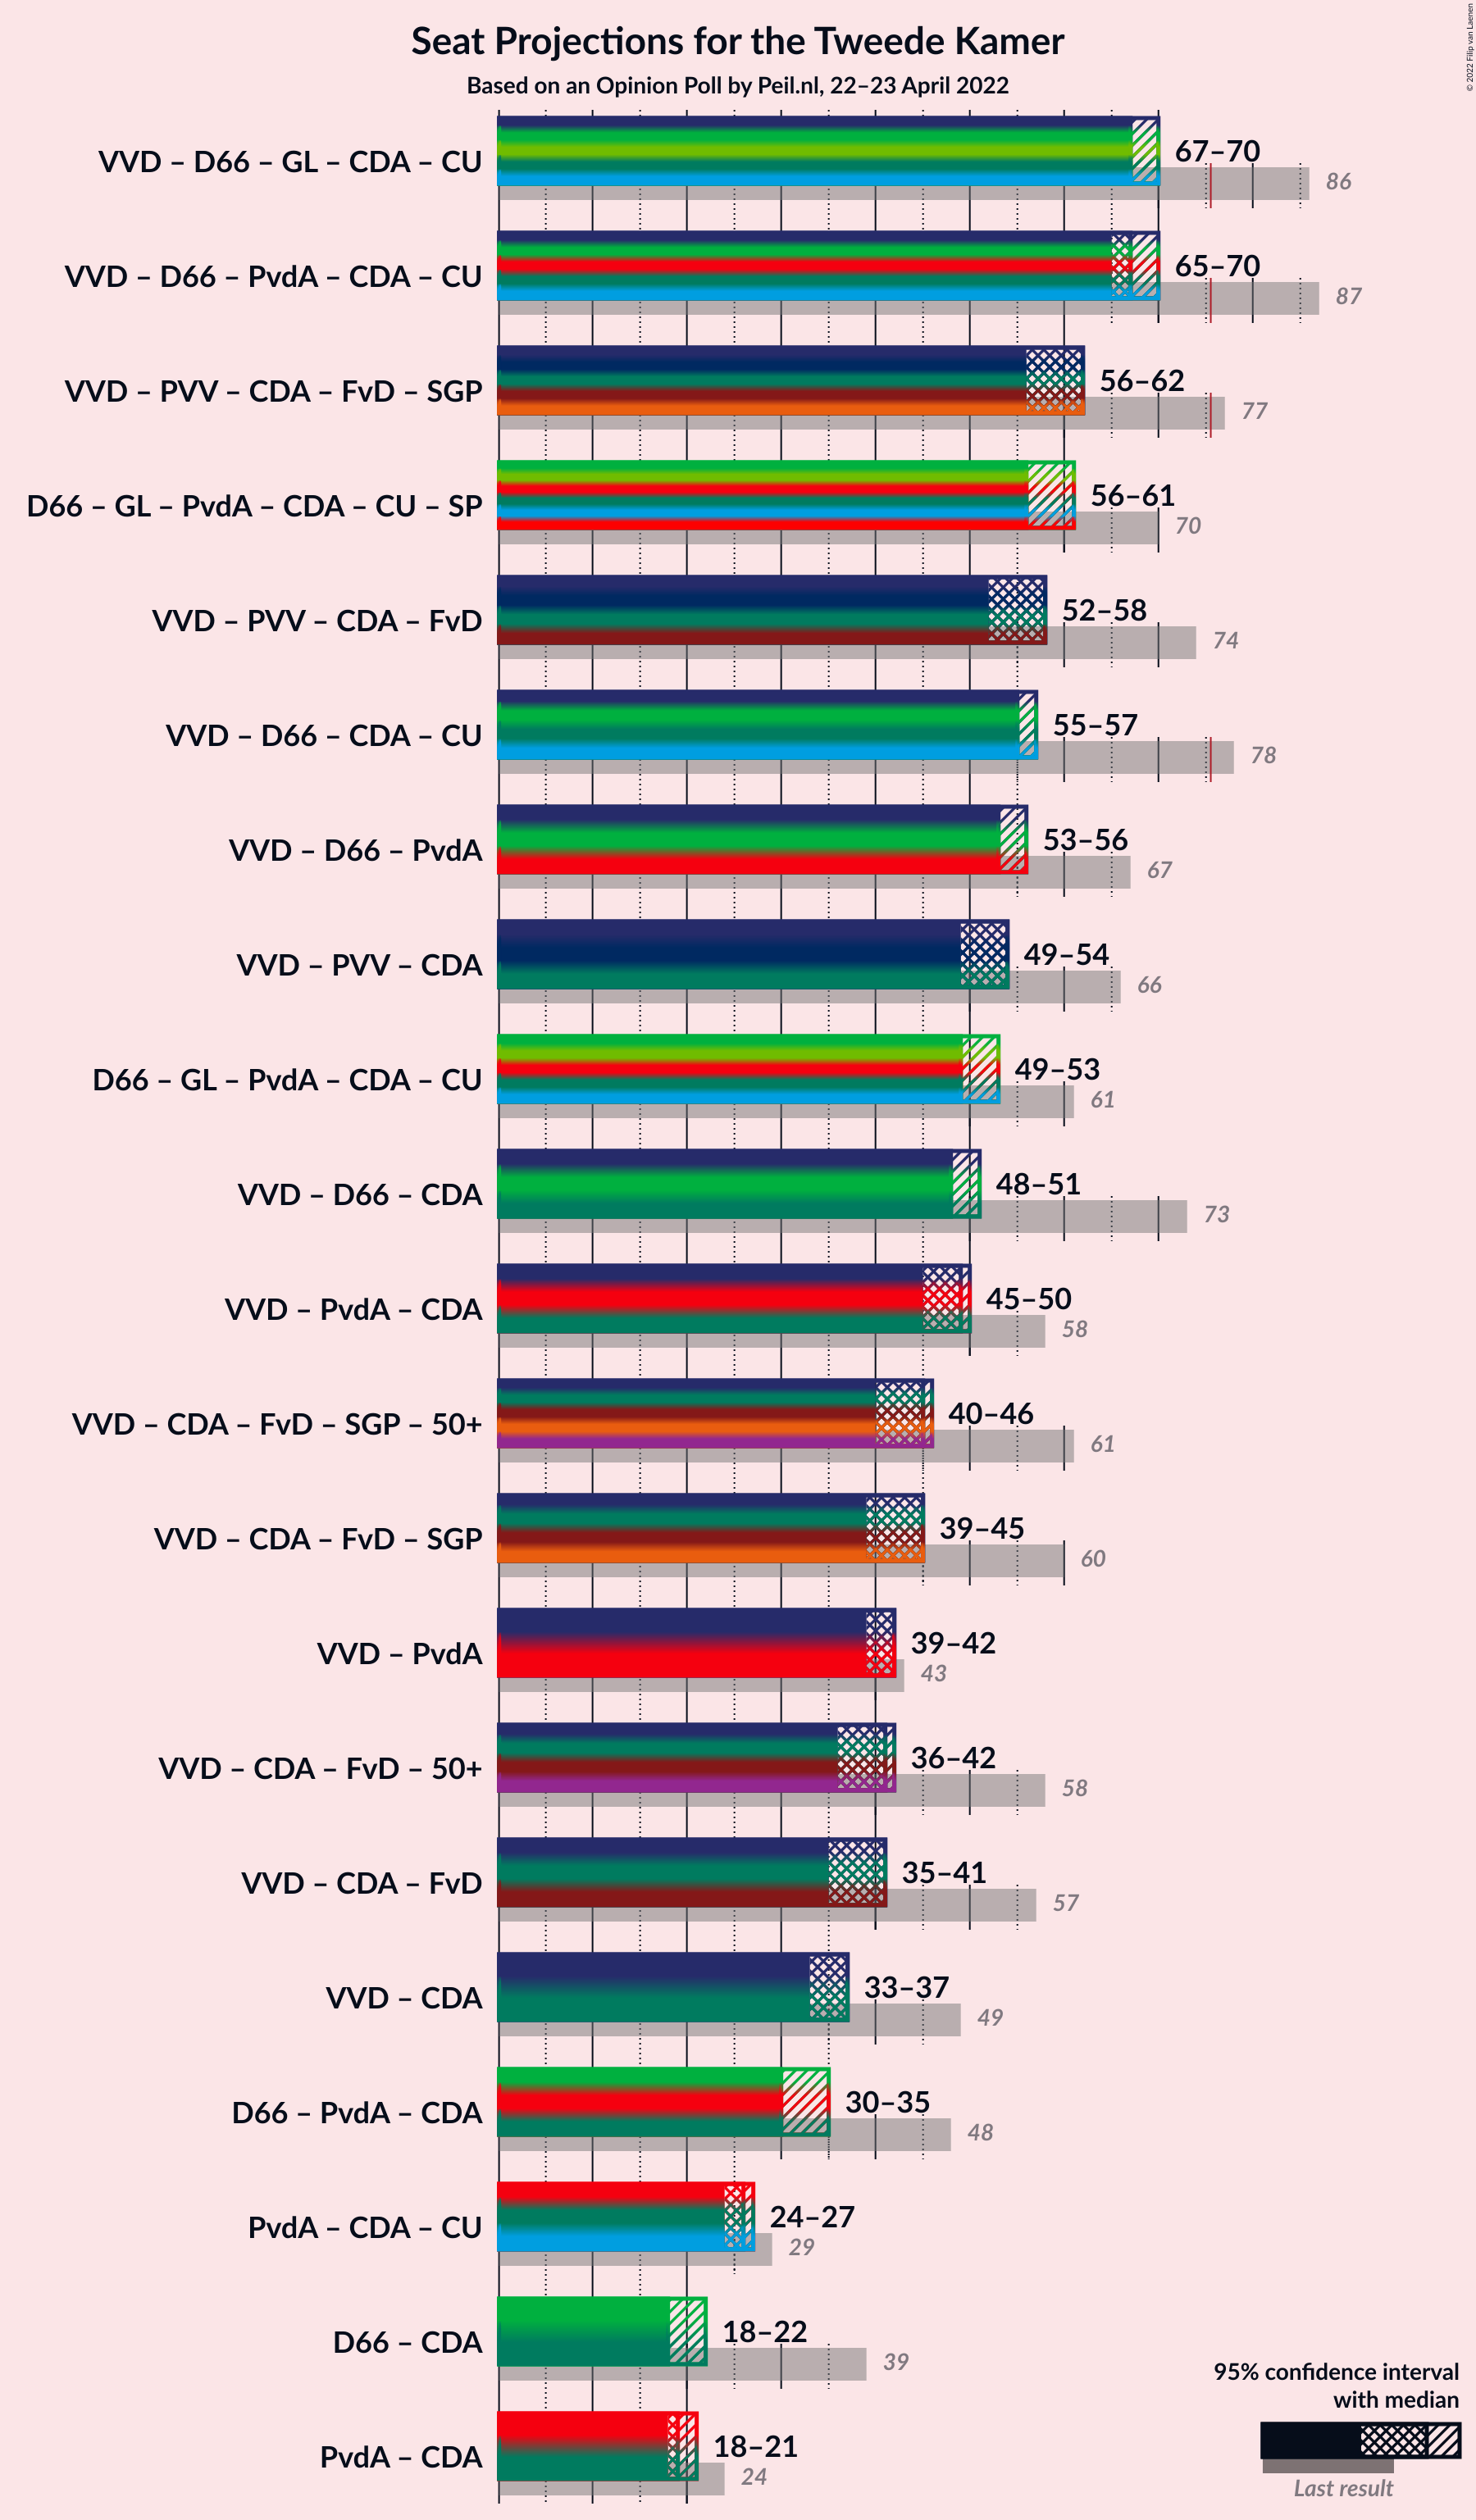 Seat Projections for the Tweede Kamer
Based on an Opinion Poll by Peil.nl, 22–23 April 2022
© 2022 Filip van Laenen
VVD – D66 – GL – CDA – CU
67–70
86
VVD – D66 – PvdA – CDA – CU
65–70
87
VVD – PVV – CDA – FvD – SGP
56–62
77
D66 – GL – PvdA – CDA – CU – SP
56–61
70
VVD – PVV – CDA – FvD
52–58
74
VVD – D66 – CDA – CU
55–57
78
VVD – D66 – PvdA
53–56
67
VVD – PVV – CDA
49–54
66
D66 – GL – PvdA – CDA – CU
49–53
61
VVD – D66 – CDA
48–51
73
VVD – PvdA – CDA
45–50
58
VVD – CDA – FvD – SGP – 50+
40–46
61
VVD – CDA – FvD – SGP
39–45
60
VVD – PvdA
39–42
43
VVD – CDA – FvD – 50+
36–42
58
VVD – CDA – FvD
35–41
57
VVD – CDA
33–37
49
D66 – PvdA – CDA
30–35
48
PvdA – CDA – CU
24–27
29
D66 – CDA
18–22
39
PvdA – CDA
18–21
24
95% confidence interval
with median
Last result